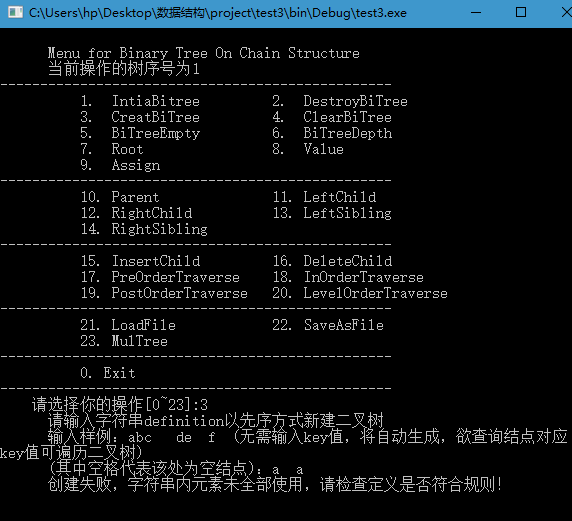 C:\Users\hp\Desktop\数据结构\project\test3\bin\Debug\test3.exe
Menu for Binary Tree On Chain Structure
当前操作的树序号为1
-------------------------------------------------
1. IntiaBitree 2. DestroyBiTree
3. CreatBiTree 4. ClearBiTree
5. BiTreeEmpty 6. BiTreeDepth
7. Root 8. Value
9. Assign
-------------------------------------------------
10. Parent 11. LeftChild
12. RightChild 13. LeftSibling
14. RightSibling
-------------------------------------------------
15. InsertChild 16. DeleteChild
17. PreOrderTraverse 18. InOrderTraverse
19. PostOrderTraverse 20. LevelOrderTraverse
-------------------------------------------------
21. LoadFile 22. SaveAsFile
23. MulTree
-------------------------------------------------
0. Exit
-------------------------------------------------
请选择你的操作[0~23]:3
请输入字符串definition以先序方式新建二叉树
输入样例：abc   de  f （无需输入key值，将自动生成，欲查询结点对应
key值可遍历二叉树）
(其中空格代表该处为空结点)：a  a
创建失败，字符串内元素未全部使用，请检查定义是否符合规则！